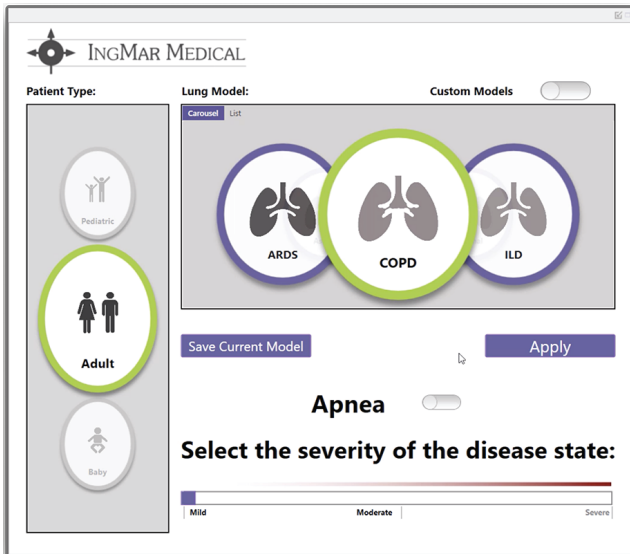 INGMAR MEDICAL
Patient Type:
Lung Model:
Custom Models
Carousel
List
Pediatric
Adult
Baby
ARDS
COPD
ILD
Save Current Model
Apply
Apnea
Select the severity of the disease state:
Mild
Moderate
Severe